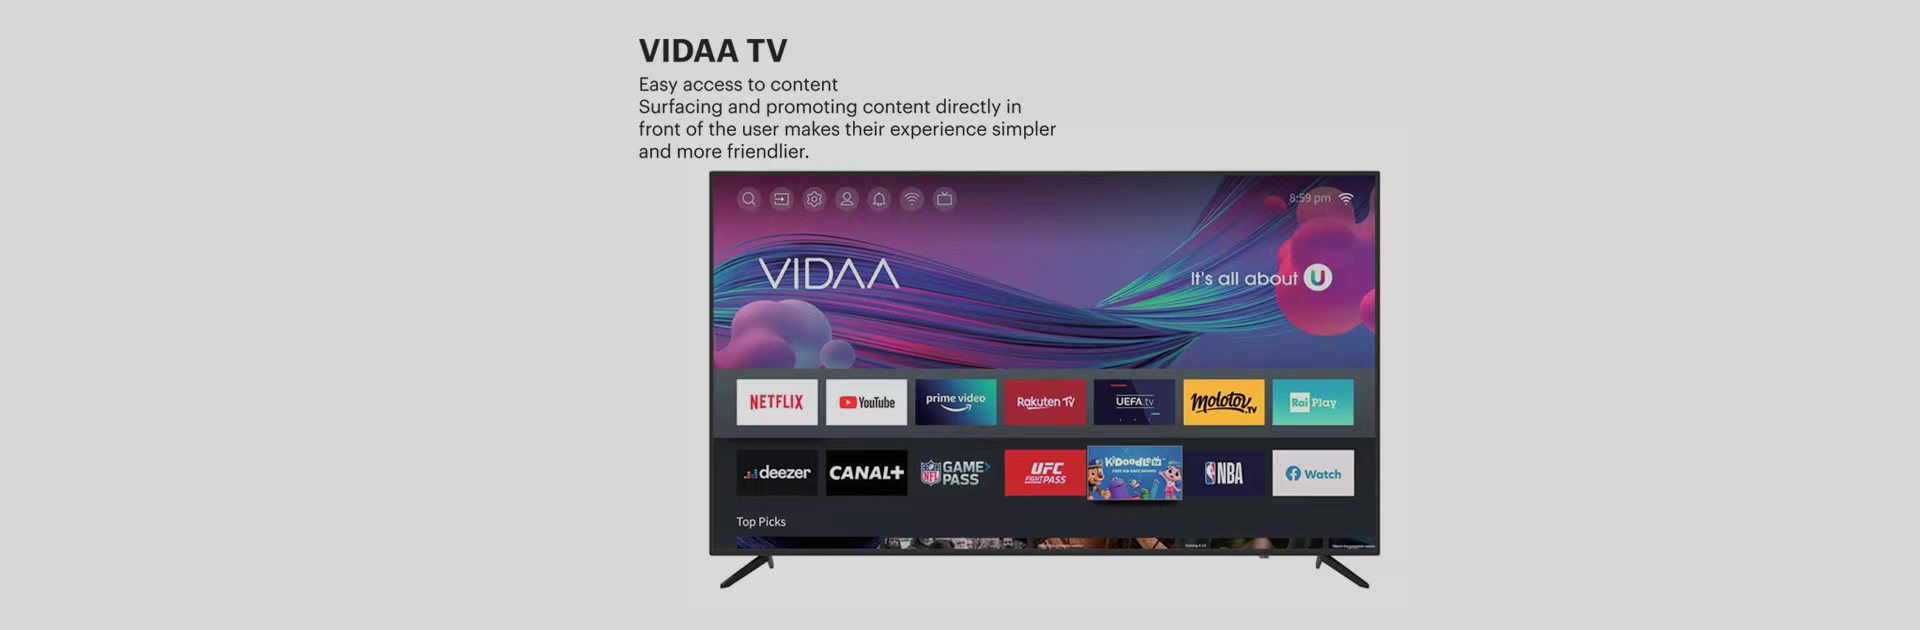 VIDAA TV
Easy access to content
Surfacing and promoting content directly in
front of the user makes their experience simpler
and more friendlier.
8:59 pm
VIDAA
It's all about U
NETFLIX YouTube prime video Rakuten TV UEFA.tv Molotov.TV Rai Play
deezer CANAL+ NFL GAME PASS UFC FIGHT PASS Kidoodle.TV NBA Watch
Top Picks